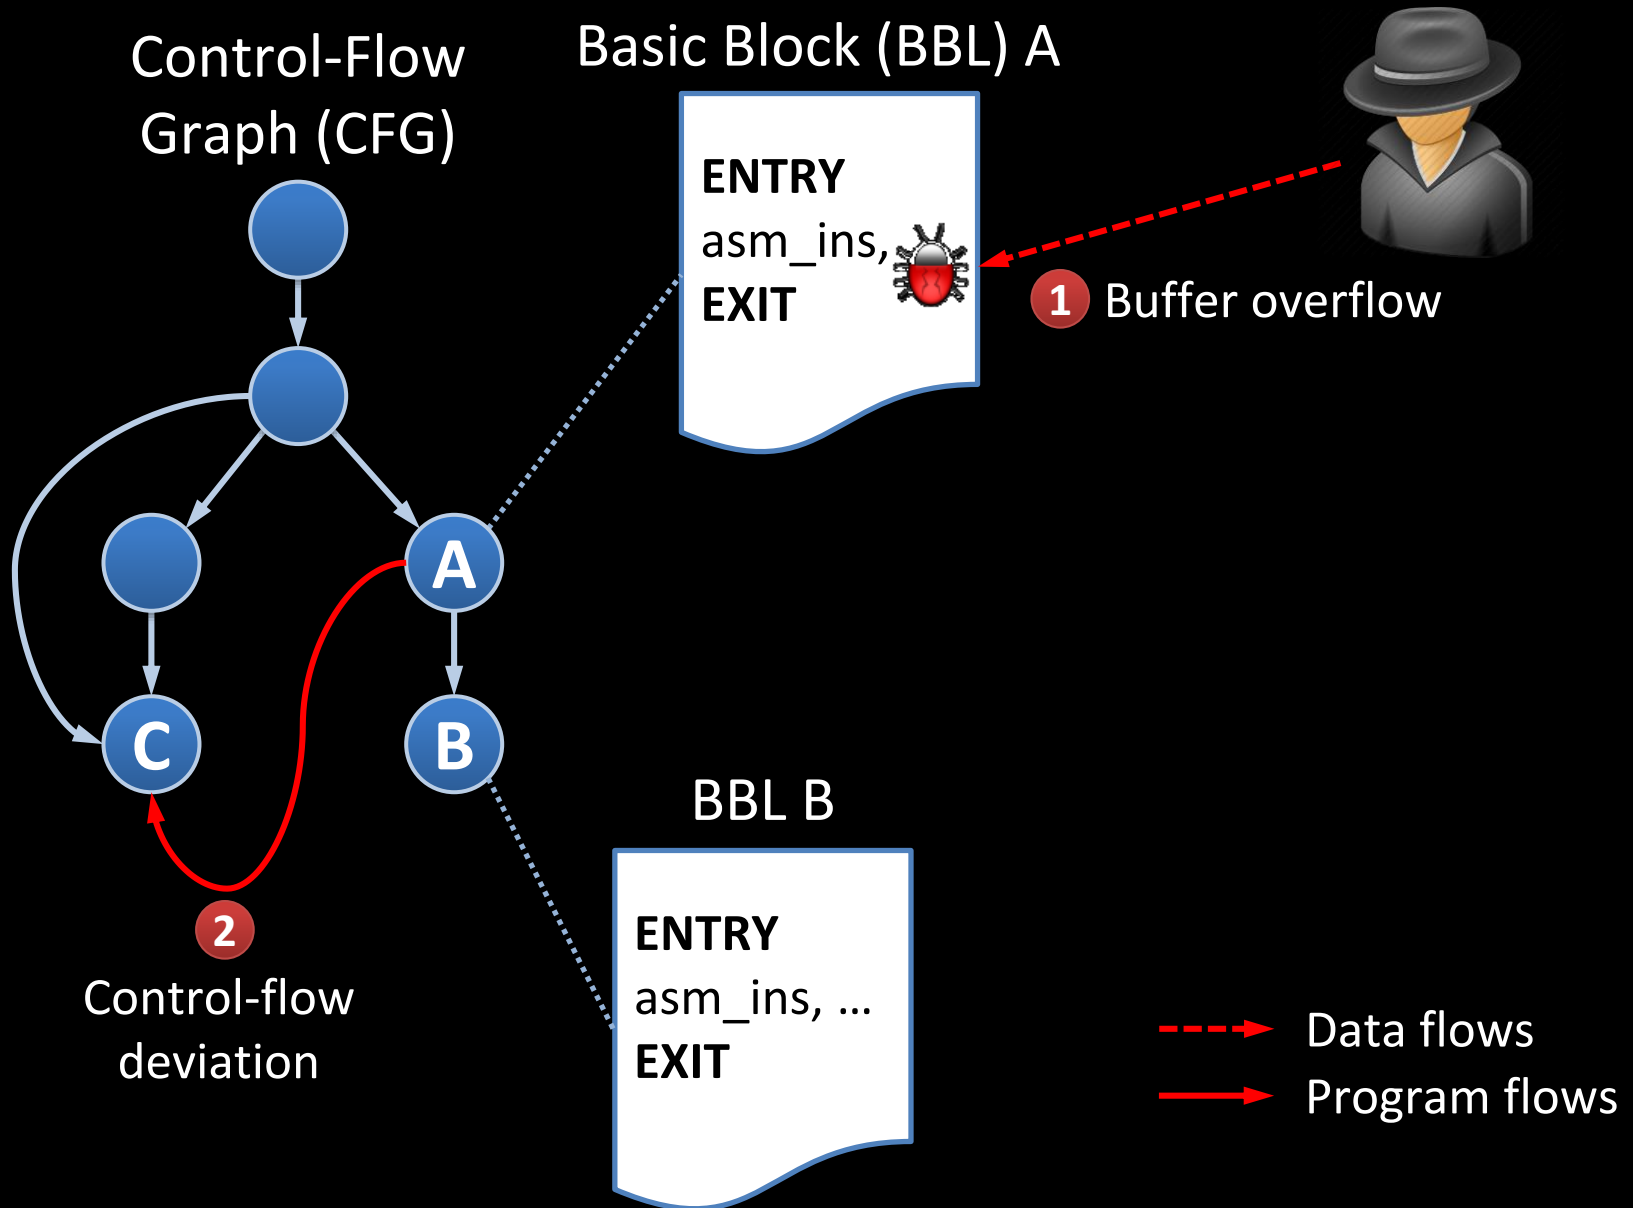 Control-Flow
Graph (CFG)
Basic Block (BBL) A
ENTRY
asm_ins,
EXIT
1 Buffer overflow
A
C
B
2
Control-flow
deviation
BBL B
ENTRY
asm_ins, ...
EXIT
Data flows
Program flows